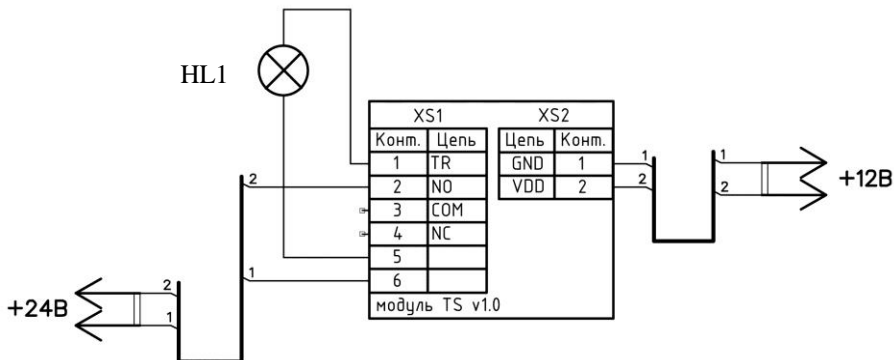 HL1
XS1 XS2
Конт. Цепь Цепь Конт.
1 TR GND 1
2 NO VDD 2
3 COM
4 NC
5
6
модуль TS v1.0
2
1
2
1
+24В
1
2
1
2
+12В